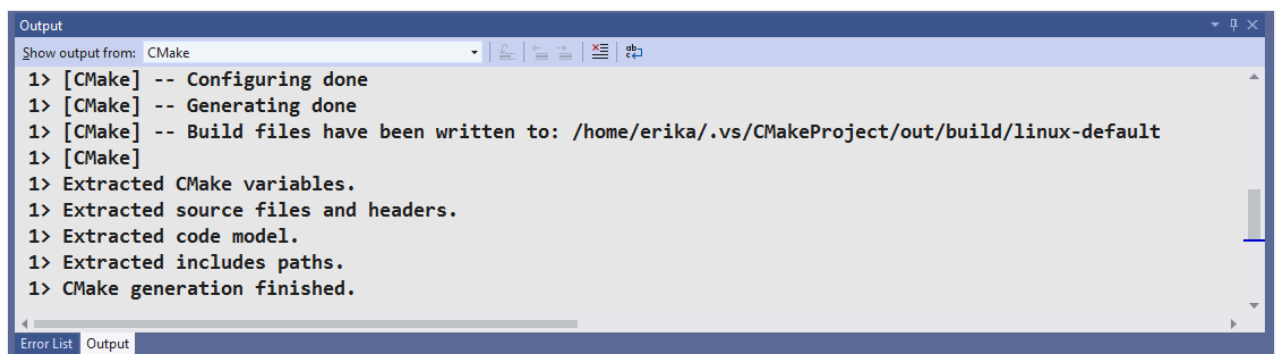 Output
Show output from: CMake
1> [CMake] -- Configuring done
1> [CMake] -- Generating done
1> [CMake] -- Build files have been written to: /home/erika/.vs/CMakeProject/out/build/linux-default
1> [CMake]
1> Extracted CMake variables.
1> Extracted source files and headers.
1> Extracted code model.
1> Extracted includes paths.
1> CMake generation finished.
Error List Output